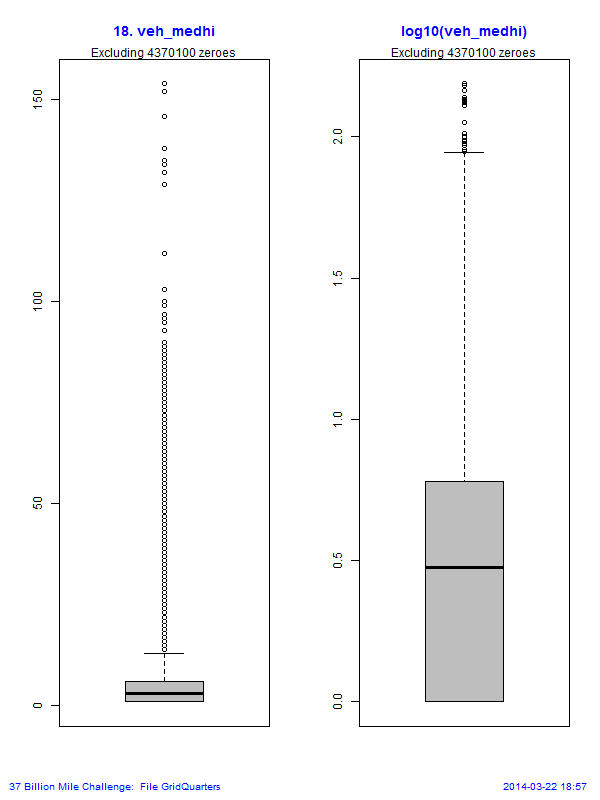 18. veh_medhi
Excluding 4370100 zeroes
150
100
50
0
log10(veh_medhi)
Excluding 4370100 zeroes
2.0
1.5
1.0
0.5
0.0
37 Billion Mile Challenge: File GridQuarters
2014-03-22 18:57